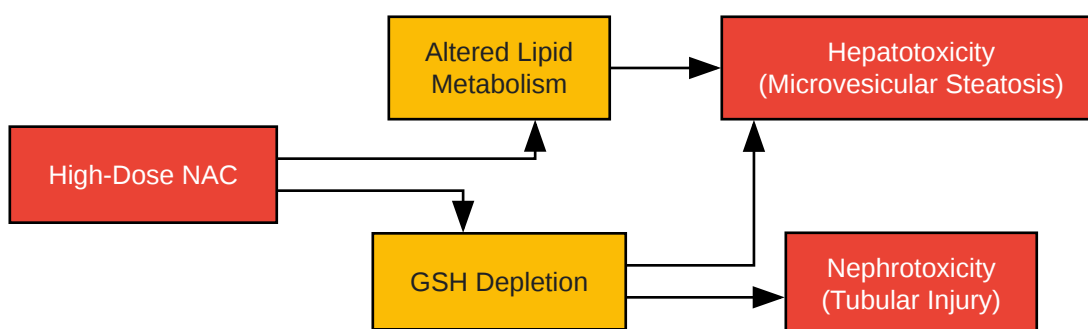 Altered Lipid
Metabolism
Hepatotoxicity
(Microvesicular Steatosis)
High-Dose NAC
GSH Depletion
Nephrotoxicity
(Tubular Injury)